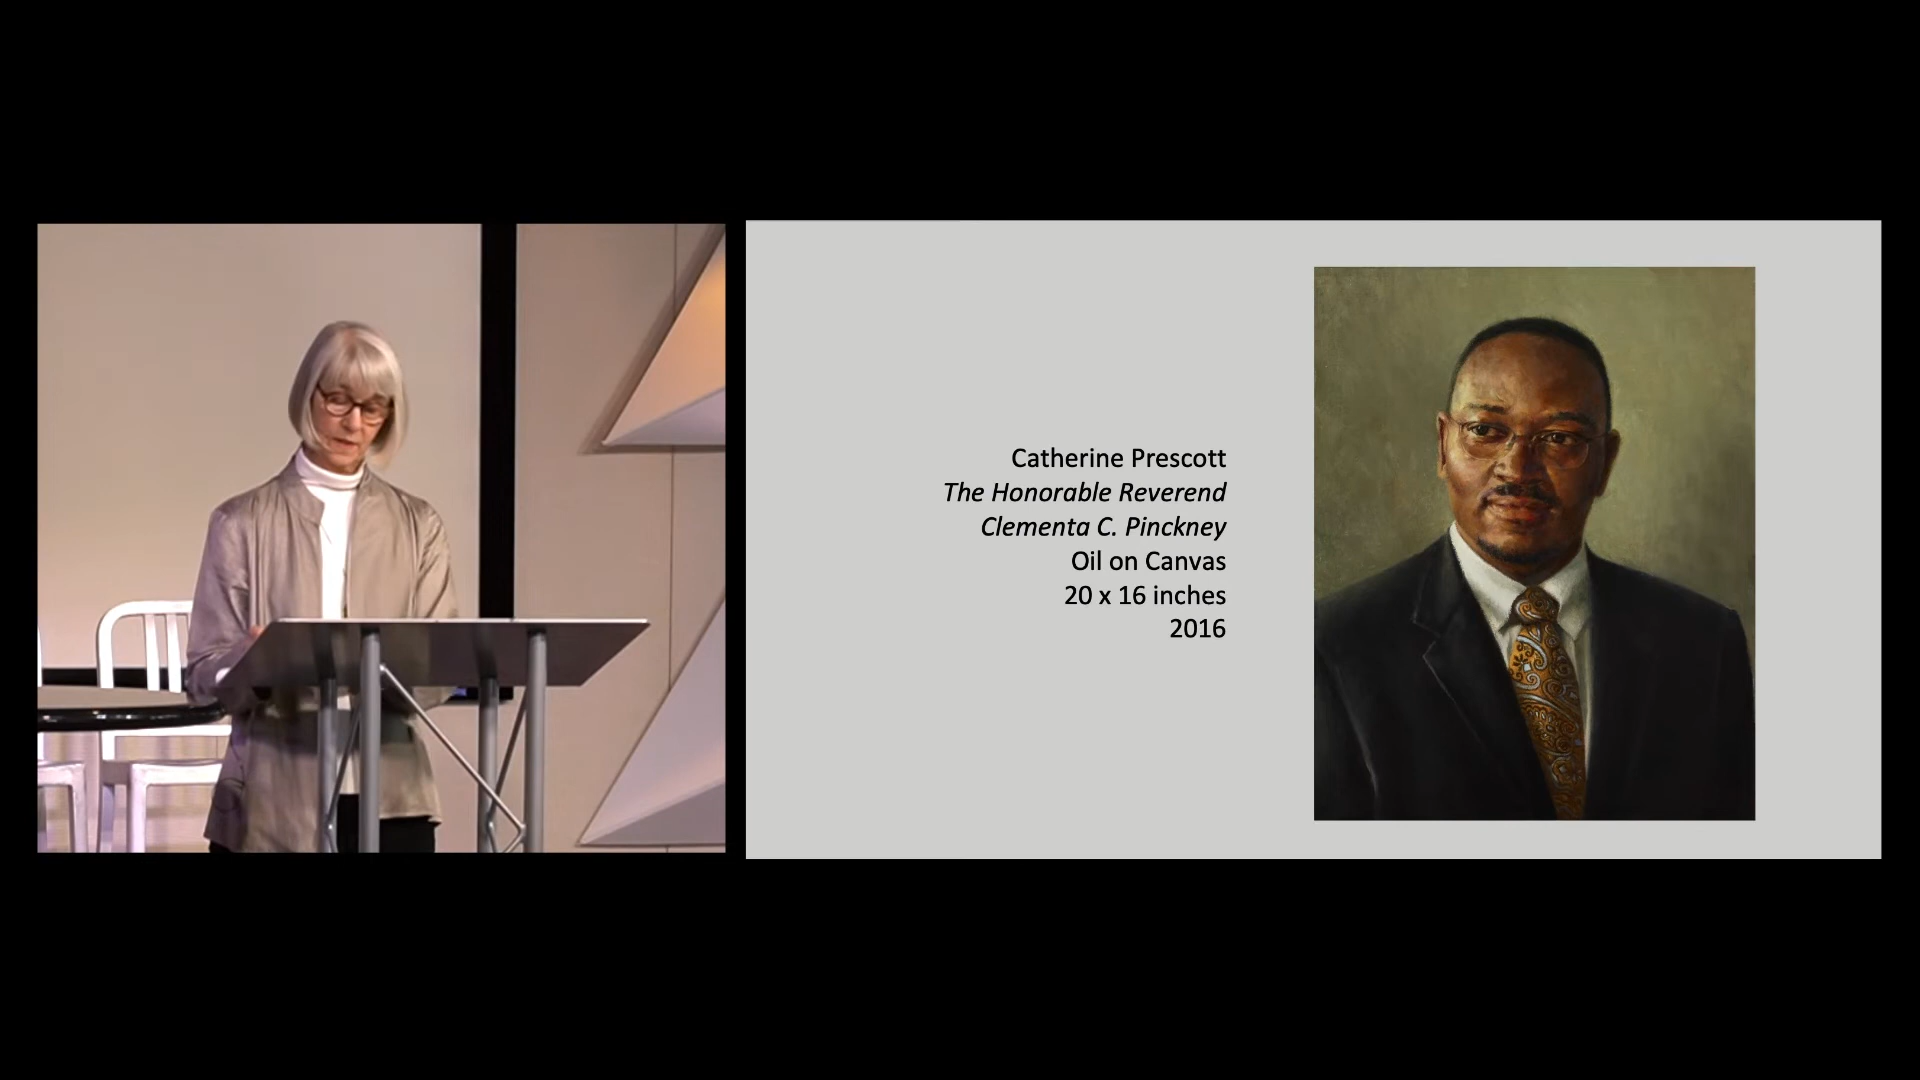 Catherine Prescott
The Honorable Reverend
Clementa C. Pinckney
Oil on Canvas
20 x 16 inches
2016